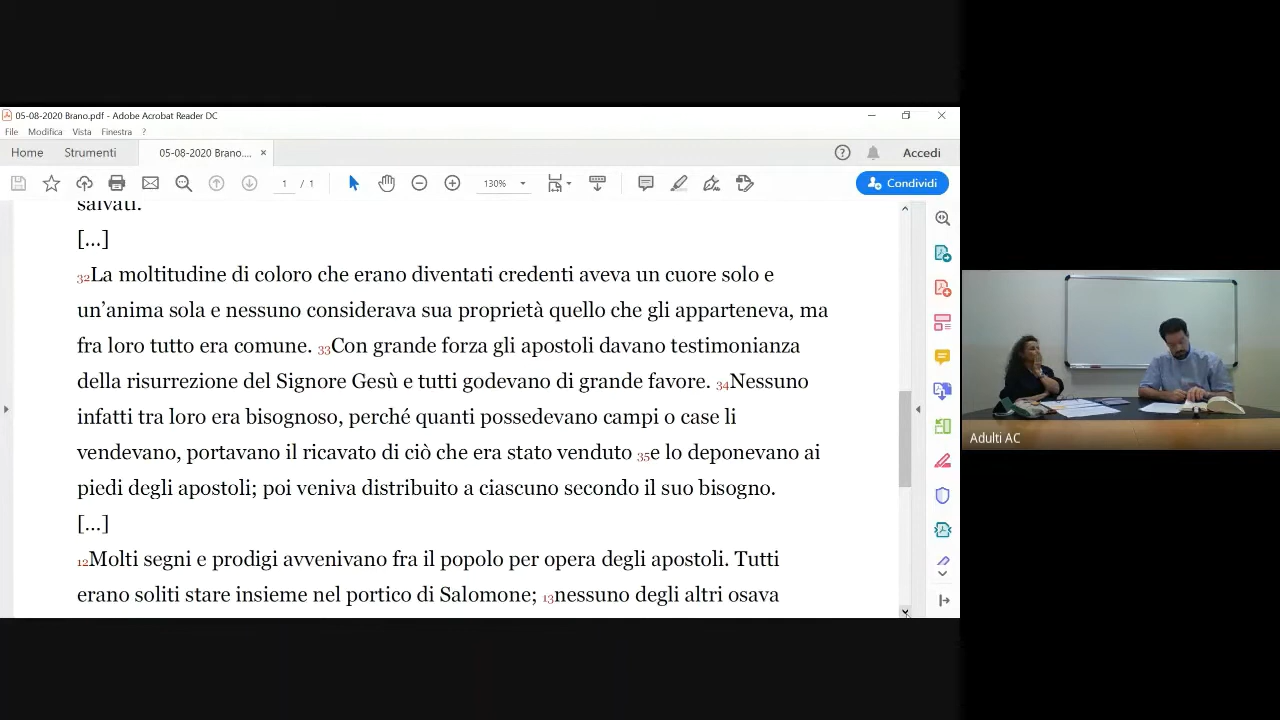 05-08-2020 Brano.pdf - Adobe Acrobat Reader DC
File Modifica Vista Finestra ?
Home Strumenti 05-08-2020 Brano.... × Accedi
1 / 1 130% Condividi
salvati.
[...]
32La moltitudine di coloro che erano diventati credenti aveva un cuore solo e
un’anima sola e nessuno considerava sua proprietà quello che gli apparteneva, ma
fra loro tutto era comune. 33Con grande forza gli apostoli davano testimonianza
della risurrezione del Signore Gesù e tutti godevano di grande favore. 34Nessuno
infatti tra loro era bisognoso, perché quanti possedevano campi o case li
vendevano, portavano il ricavato di ciò che era stato venduto 35e lo deponevano ai
piedi degli apostoli; poi veniva distribuito a ciascuno secondo il suo bisogno.
[...]
12Molti segni e prodigi avvenivano fra il popolo per opera degli apostoli. Tutti
erano soliti stare insieme nel portico di Salomone; 13nessuno degli altri osava
Adulti AC